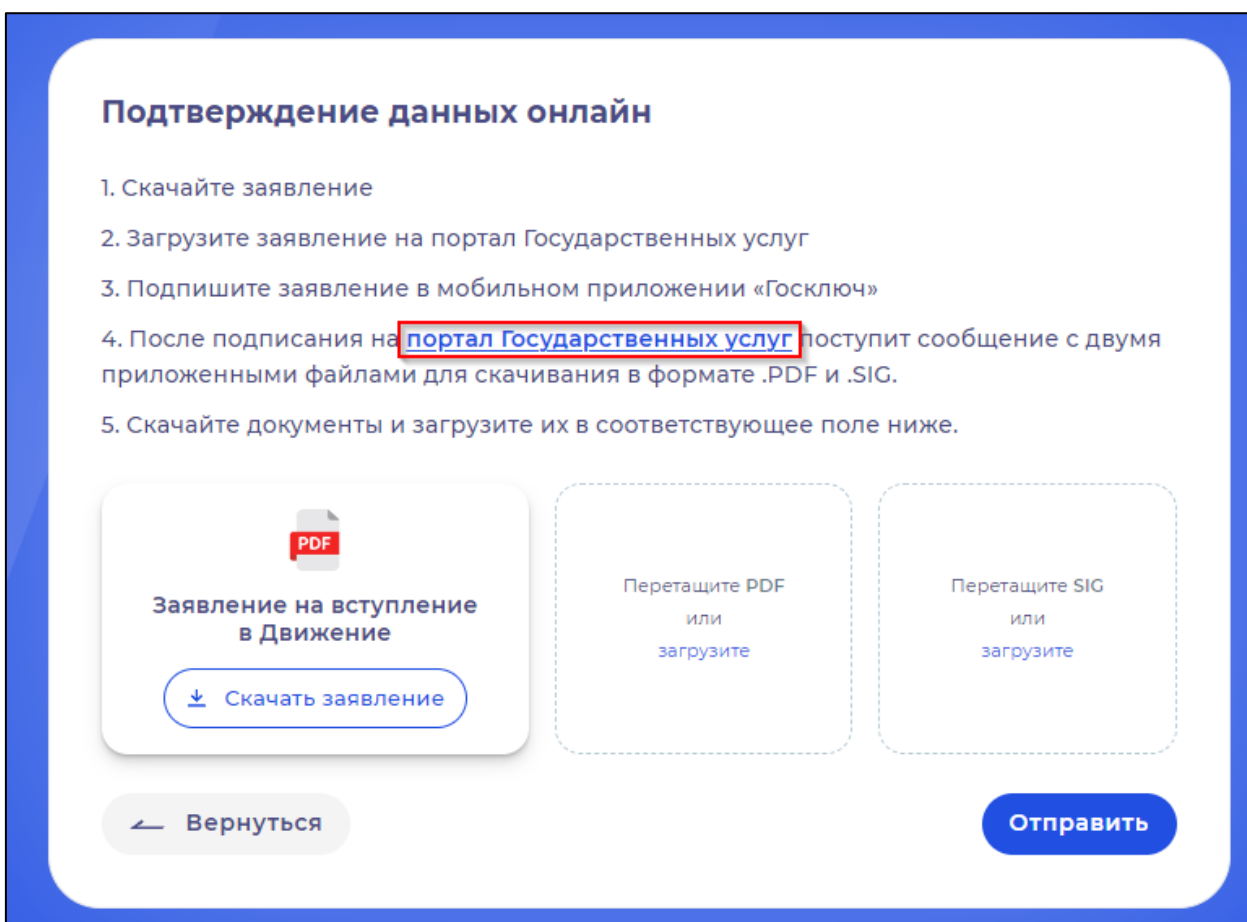 Подтверждение данных онлайн
1. Скачайте заявление
2. Загрузите заявление на портал Государственных услуг
3. Подпишите заявление в мобильном приложении «Госключ»
4. После подписания на портал Государственных услуг поступит сообщение с двумя
приложенными файлами для скачивания в формате .PDF и .SIG.
5. Скачайте документы и загрузите их в соответствующее поле ниже.
PDF
Заявление на вступление
в Движение
Скачать заявление
Перетащите PDF
или
загрузите
Перетащите SIG
или
загрузите
Вернуться
Отправить